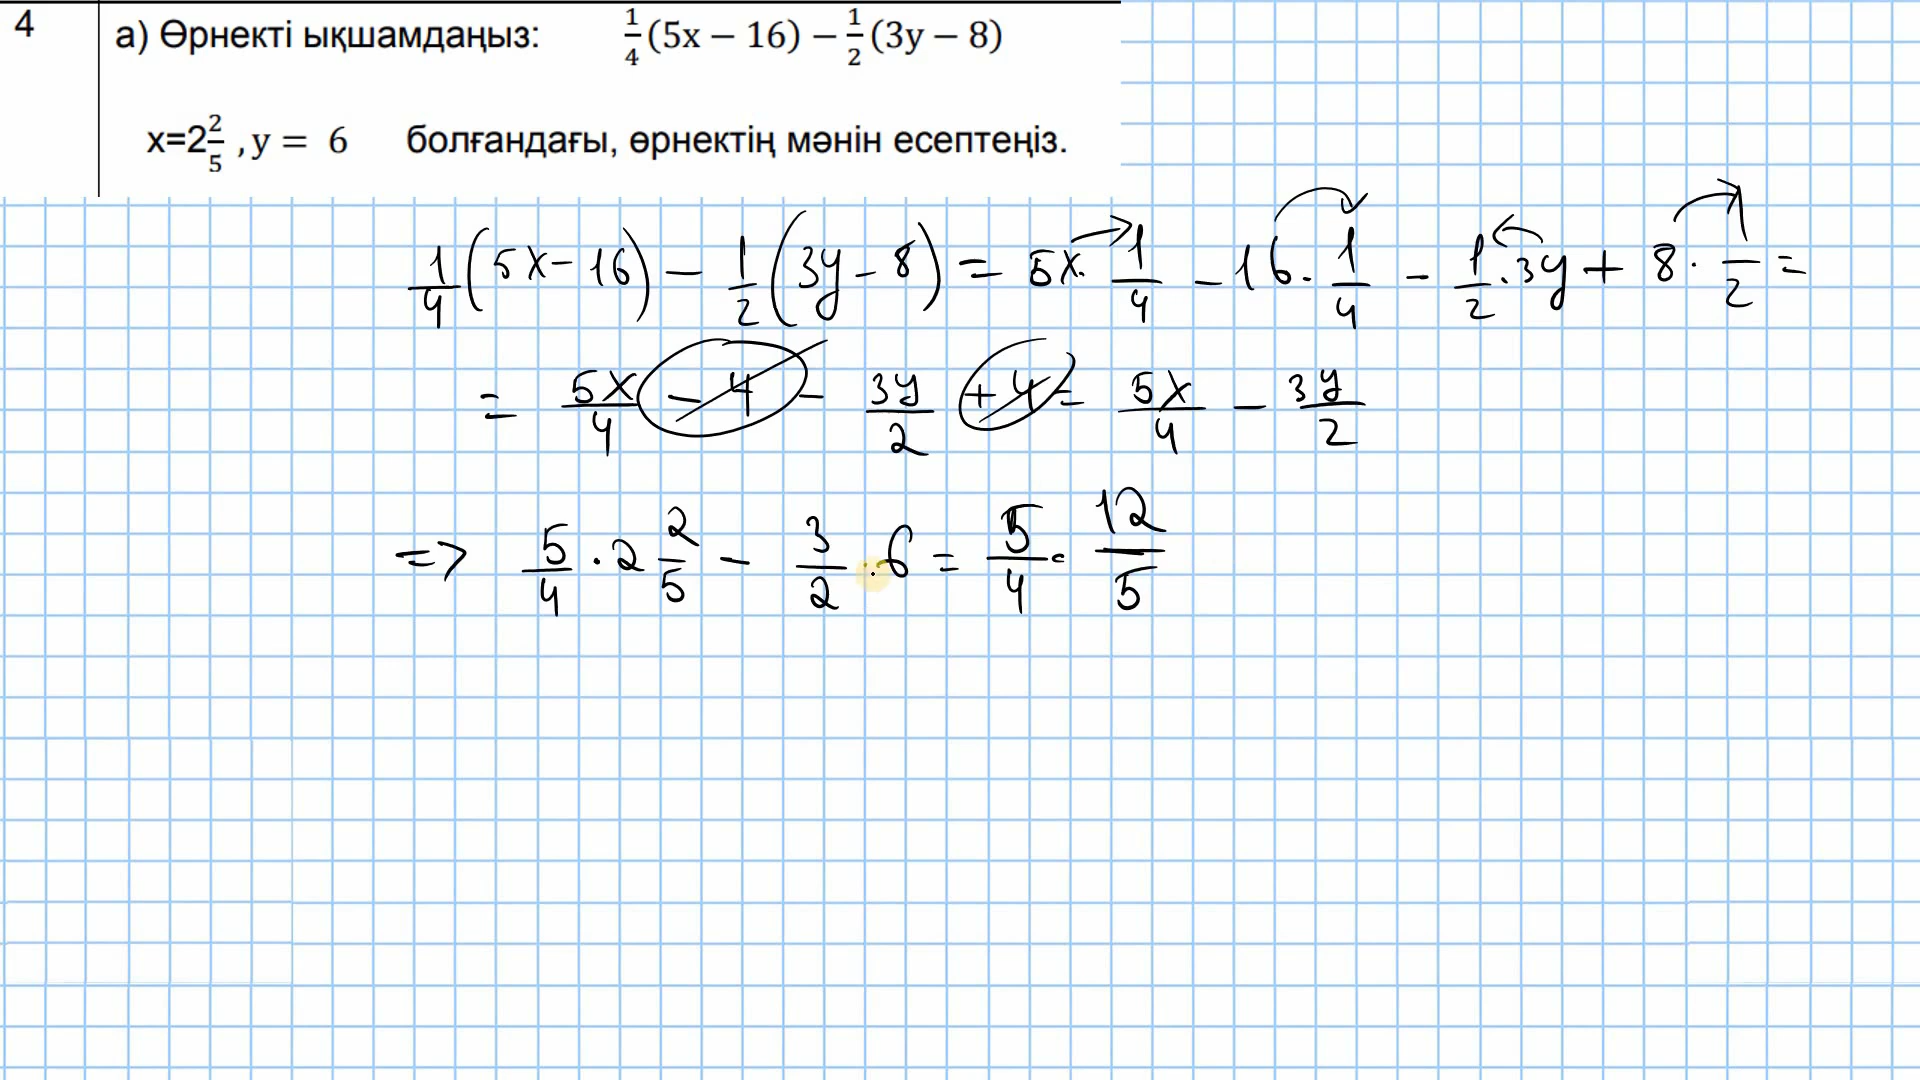 4
а) Өрнекті ықшамдаңыз: 1/4(5x − 16) − 1/2(3y − 8)
x=2 2/5 , y = 6 болғандағы, өрнектің мәнін есептеңіз.
1/4(5x − 16) − 1/2(3y − 8) = 5x · 1/4 − 16 · 1/4 − 1/2 · 3y + 8 · 1/2 =
= 5x/4 − 4 − 3y/2 + 4 = 5x/4 − 3y/2
=> 5/4 · 2 2/5 − 3/2 · 6 = 5/4 · 12/5